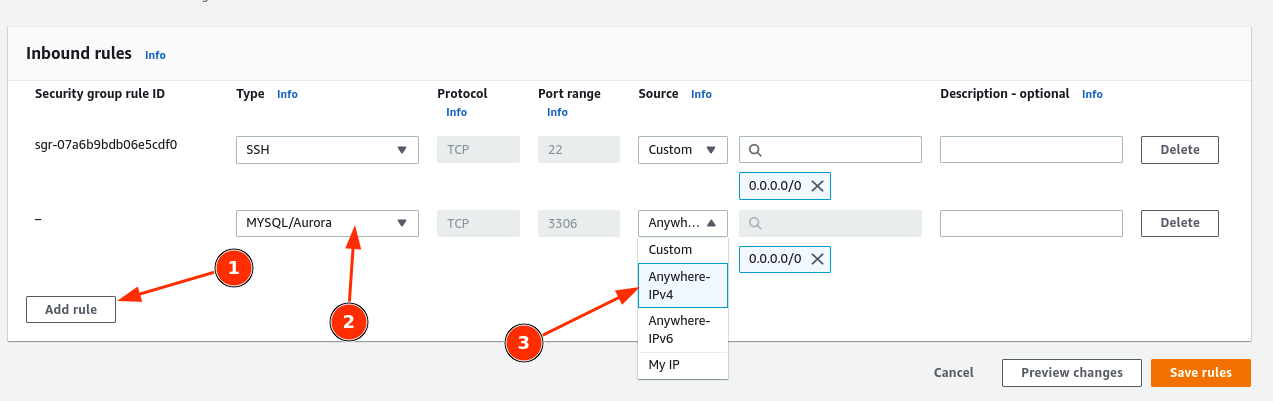 Inbound rules Info
Security group rule ID Type Info Protocol Info Port range Info Source Info Description - optional Info
sgr-07a6b9bdb06e5cdf0 SSH TCP 22 Custom Delete
0.0.0.0/0
– MYSQL/Aurora TCP 3306 Anywh... Delete
Custom
0.0.0.0/0
Anywhere-
IPv4
Anywhere-
IPv6
My IP
1
2
3
Add rule
Cancel Preview changes Save rules